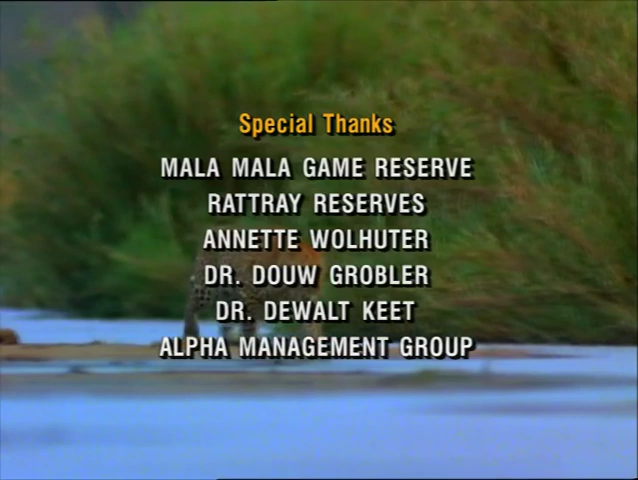 Special Thanks
MALA MALA GAME RESERVE
RATTRAY RESERVES
ANNETTE WOLHUTER
DR. DOUW GROBLER
DR. DEWALT KEET
ALPHA MANAGEMENT GROUP